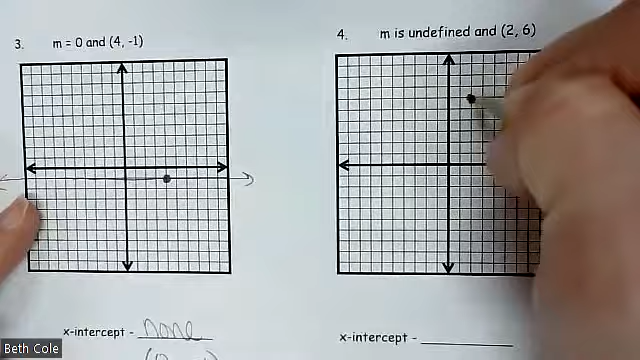 3. m = 0 and (4, -1)
4. m is undefined and (2, 6)
x-intercept - none
x-intercept -
Beth Cole